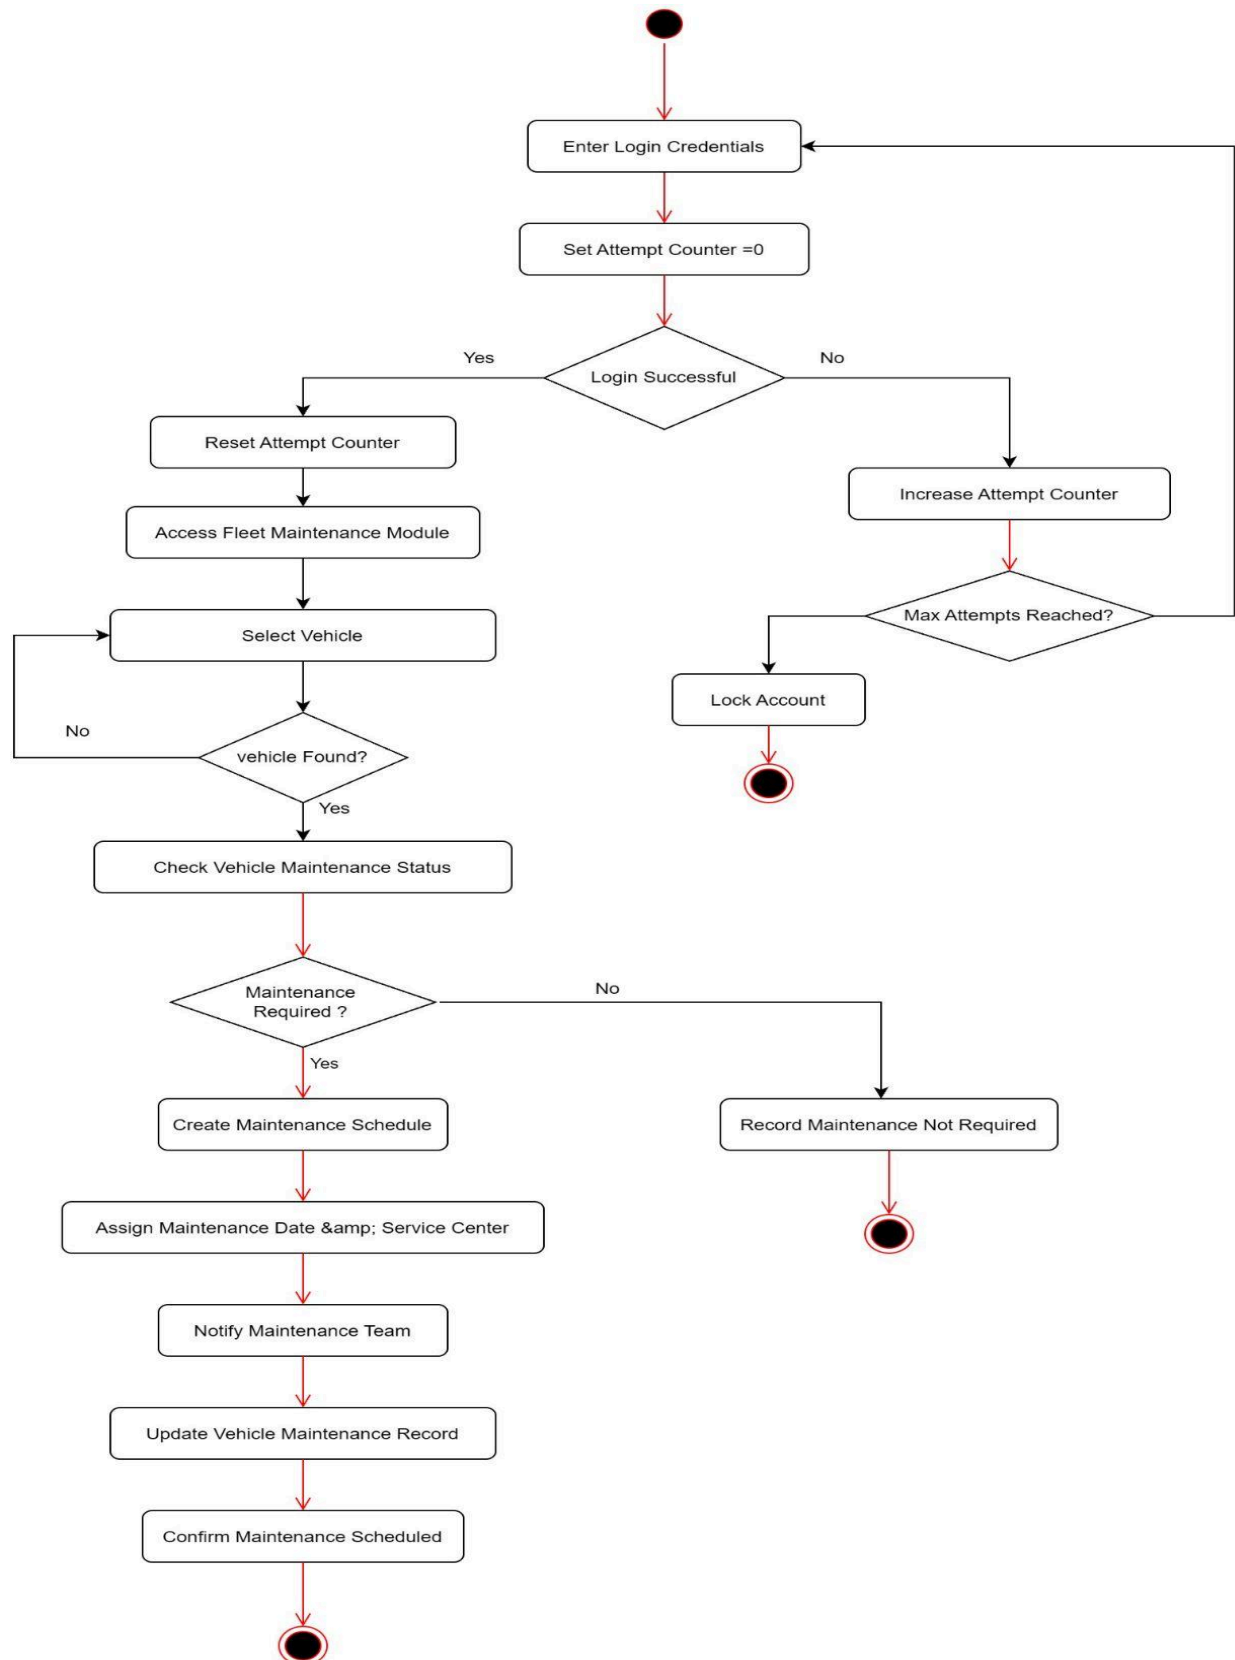 Enter Login Credentials
Set Attempt Counter =0
Yes
No
Login Successful
Reset Attempt Counter
Increase Attempt Counter
Access Fleet Maintenance Module
Max Attempts Reached?
Select Vehicle
Lock Account
No
vehicle Found?
Yes
Check Vehicle Maintenance Status
Maintenance
Required ?
No
Yes
Create Maintenance Schedule
Record Maintenance Not Required
Assign Maintenance Date &amp; Service Center
Notify Maintenance Team
Update Vehicle Maintenance Record
Confirm Maintenance Scheduled